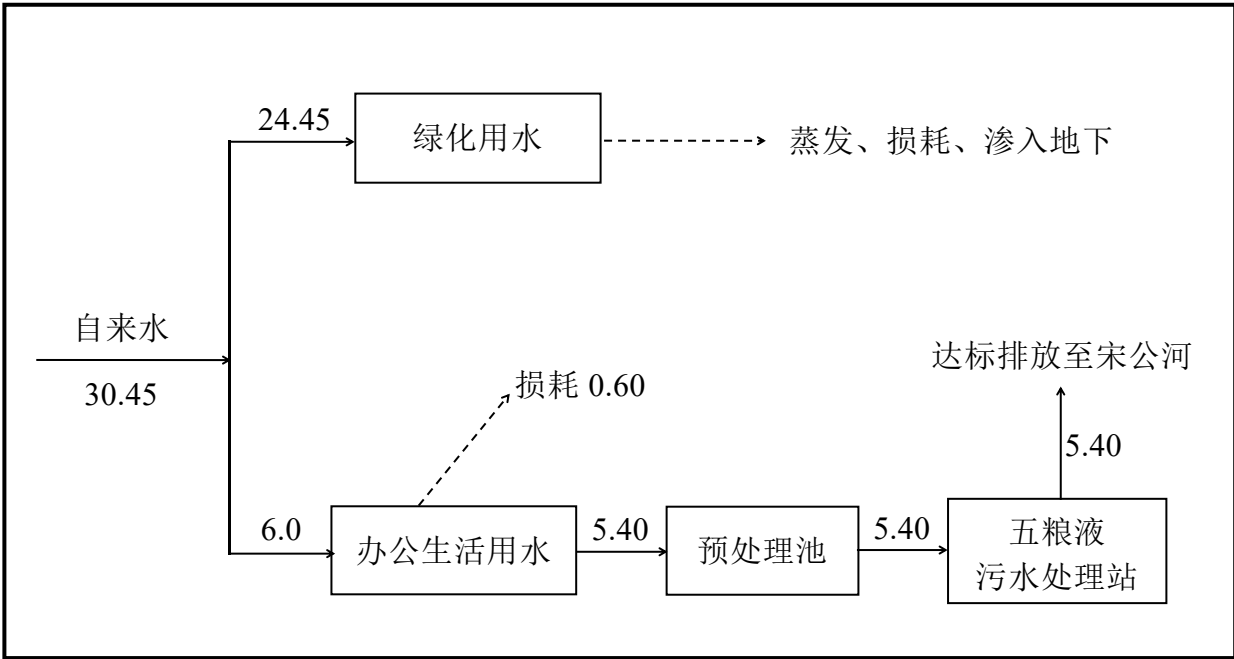 24.45
绿化用水
蒸发、损耗、渗入地下
自来水
30.45
达标排放至宋公河
损耗 0.60
5.40
6.0
办公生活用水
5.40
预处理池
5.40
五粮液
污水处理站